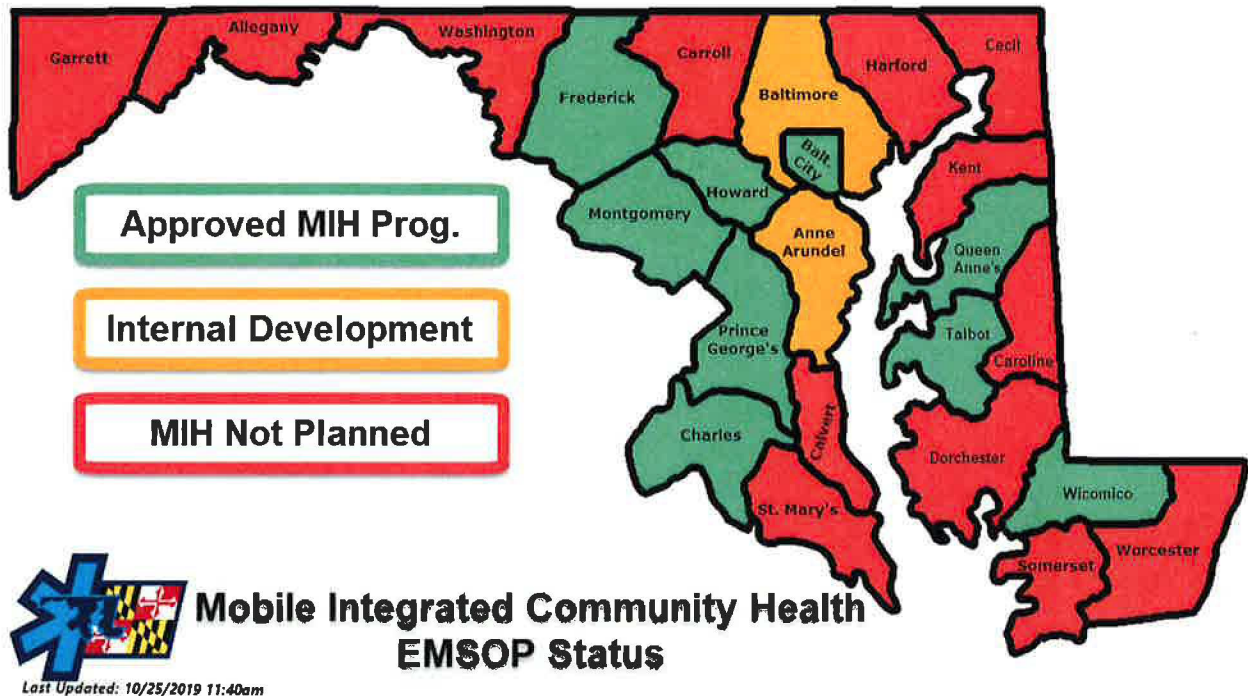 Garrett
Allegany
Washington
Frederick
Carroll
Baltimore
Harford
Cecil
Balt.
City
Kent
Howard
Montgomery
Anne
Arundel
Queen
Anne's
Prince
George's
Talbot
Caroline
Charles
Calvert
Dorchester
St. Mary's
Wicomico
Somerset
Worcester
Approved MIH Prog.
Internal Development
MIH Not Planned
Mobile Integrated Community Health
EMSOP Status
Last Updated: 10/25/2019 11:40am